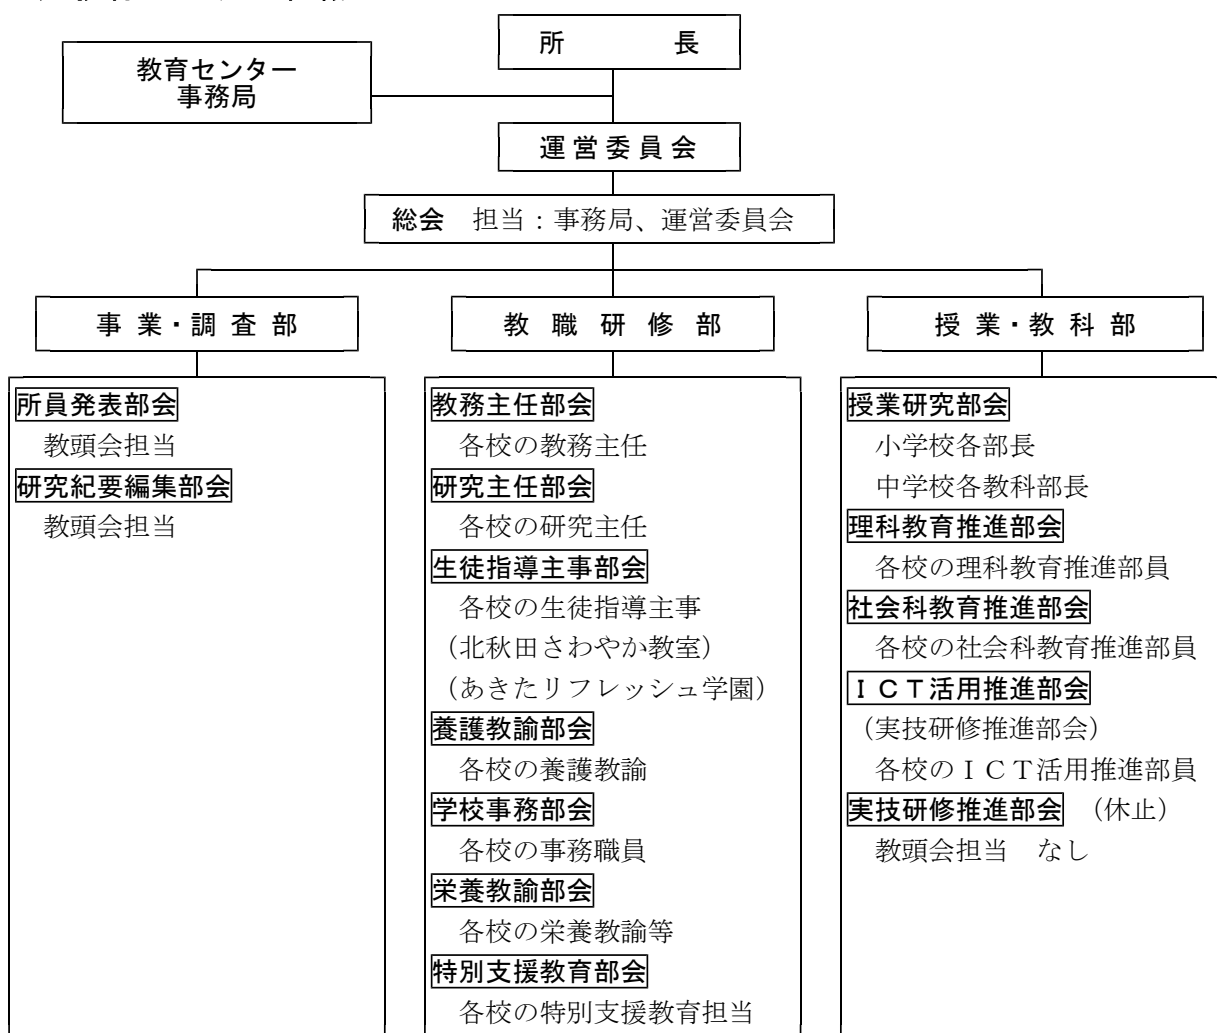 所　　　　長
教育センター
事務局
運営委員会
総会　担当：事務局、運営委員会
事業・調査部
所員発表部会
教頭会担当
研究紀要編集部会
教頭会担当
教職研修部
教務主任部会
各校の教務主任
研究主任部会
各校の研究主任
生徒指導主事部会
各校の生徒指導主事
（北秋田さわやか教室）
（あきたリフレッシュ学園）
養護教諭部会
各校の養護教諭
学校事務部会
各校の事務職員
栄養教諭部会
各校の栄養教諭等
特別支援教育部会
各校の特別支援教育担当
授業・教科部
授業研究部会
小学校各部長
中学校各教科部長
理科教育推進部会
各校の理科教育推進部員
社会科教育推進部会
各校の社会科教育推進部員
ＩＣＴ活用推進部会
（実技研修推進部会）
各校のＩＣＴ活用推進部員
実技研修推進部会　（休止）
教頭会担当　なし